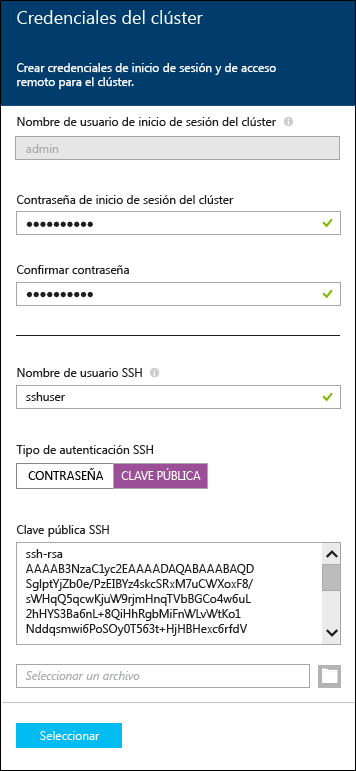 Credenciales del clúster
Crear credenciales de inicio de sesión y de acceso
remoto para el clúster.
Nombre de usuario de inicio de sesión del clúster
admin
Contraseña de inicio de sesión del clúster
●●●●●●●●●●
Confirmar contraseña
●●●●●●●●●●
Nombre de usuario SSH
sshuser
Tipo de autenticación SSH
CONTRASEÑA CLAVE PÚBLICA
Clave pública SSH
ssh-rsa
AAAAB3NzaC1yc2EAAAADAQABAAABAQD
SglptYjZb0e/PzEIBYz4skcSRxM7uCWXoxF8/
sWHqQ5qcwKjuW9rjmHnqTVbBGCo4w6uL
2hHYS3Ba6nL+8QiHhRgbMiFnWLvWtKo1
Nddqsmwi6PoSOy0T563t+HjHBHexc6rfdV
Seleccionar un archivo
Seleccionar